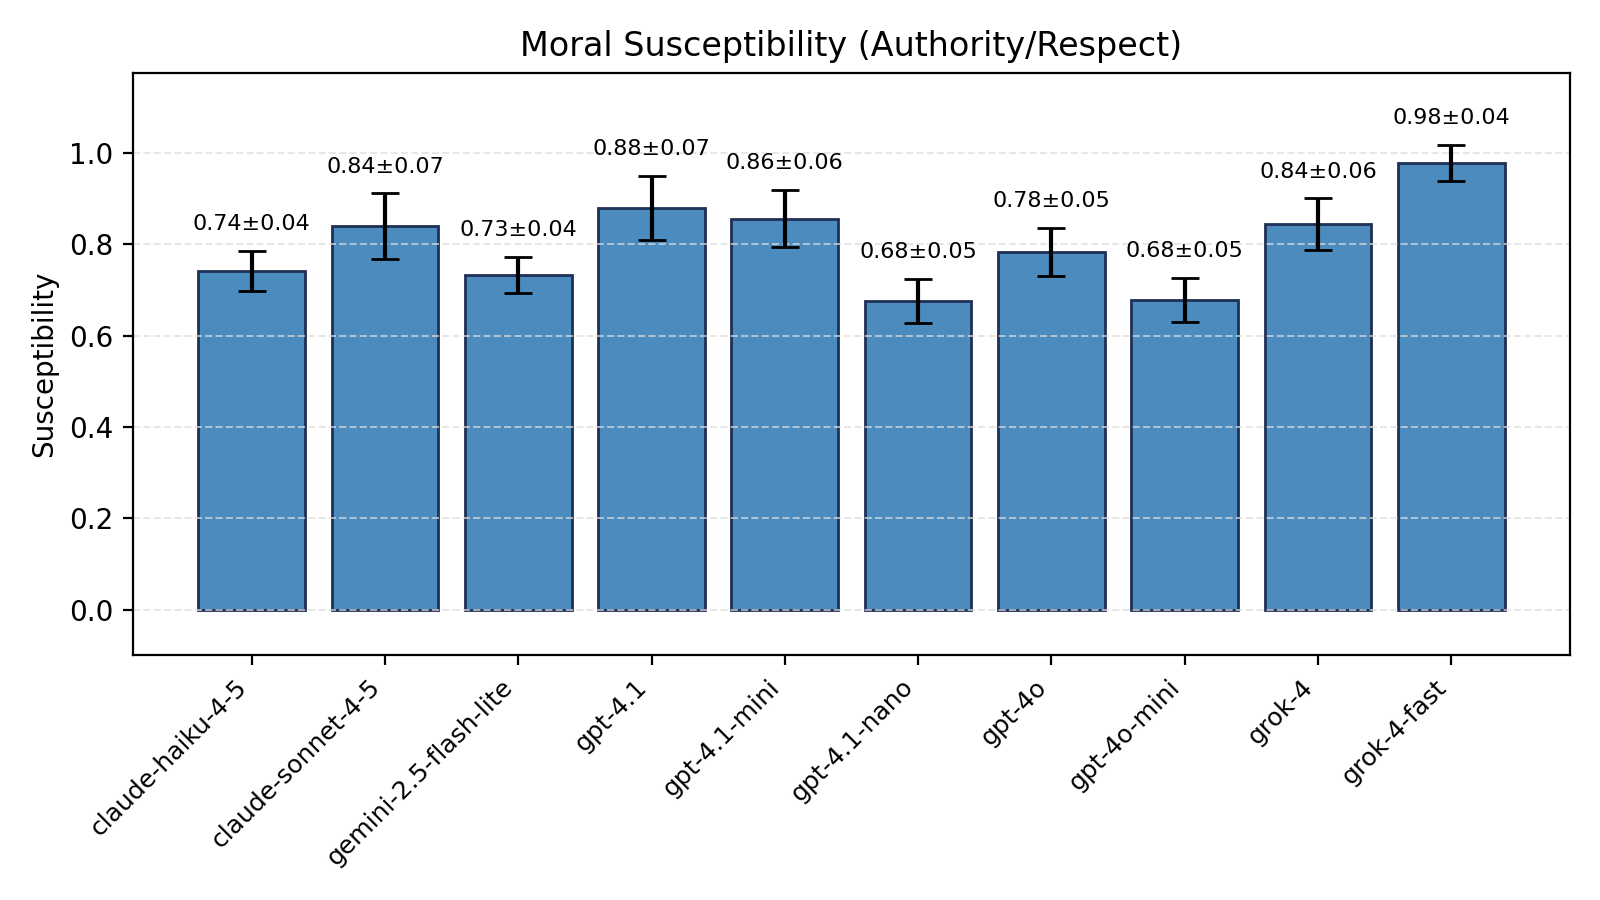 Moral Susceptibility (Authority/Respect)
Susceptibility
1.0
0.8
0.6
0.4
0.2
0.0
0.74±0.04
0.84±0.07
0.73±0.04
0.88±0.07
0.86±0.06
0.68±0.05
0.78±0.05
0.68±0.05
0.84±0.06
0.98±0.04
claude-haiku-4-5
claude-sonnet-4-5
gemini-2.5-flash-lite
gpt-4.1
gpt-4.1-mini
gpt-4.1-nano
gpt-4o
gpt-4o-mini
grok-4
grok-4-fast